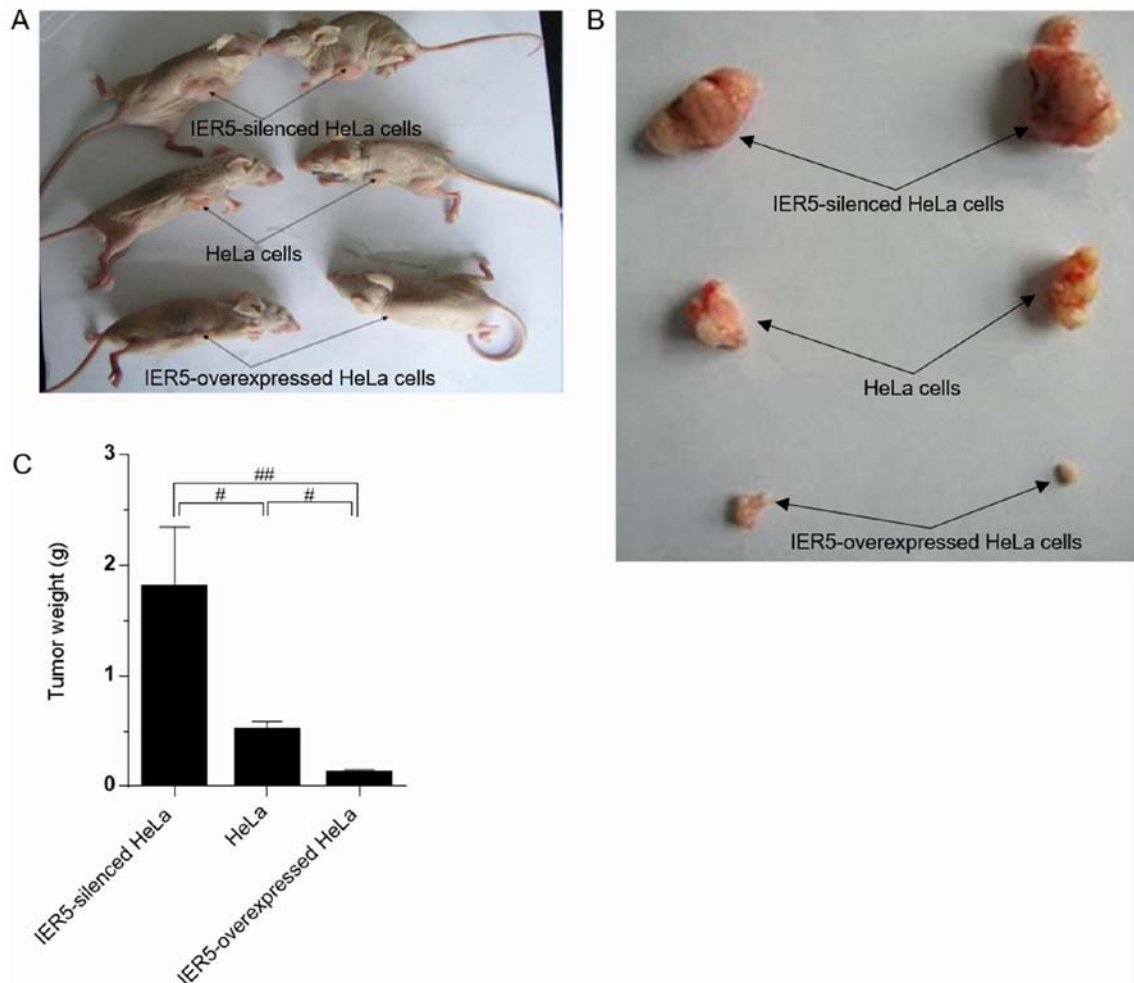 A
IER5-silenced HeLa cells
HeLa cells
IER5-overexpressed HeLa cells
B
IER5-silenced HeLa cells
HeLa cells
IER5-overexpressed HeLa cells
C
3
2
1
0
Tumor weight (g)
##
# #
IER5-silenced HeLa
HeLa
IER5-overexpressed HeLa